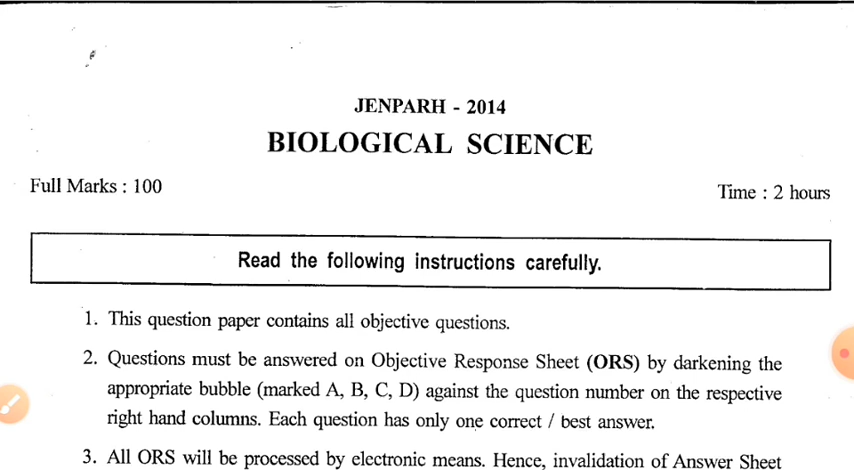 JENPARH - 2014
BIOLOGICAL SCIENCE
Full Marks : 100
Time : 2 hours
Read the following instructions carefully.
1. This question paper contains all objective questions.
2. Questions must be answered on Objective Response Sheet (ORS) by darkening the
appropriate bubble (marked A, B, C, D) against the question number on the respective
right hand columns. Each question has only one correct / best answer.
3. All ORS will be processed by electronic means. Hence, invalidation of Answer Sheet